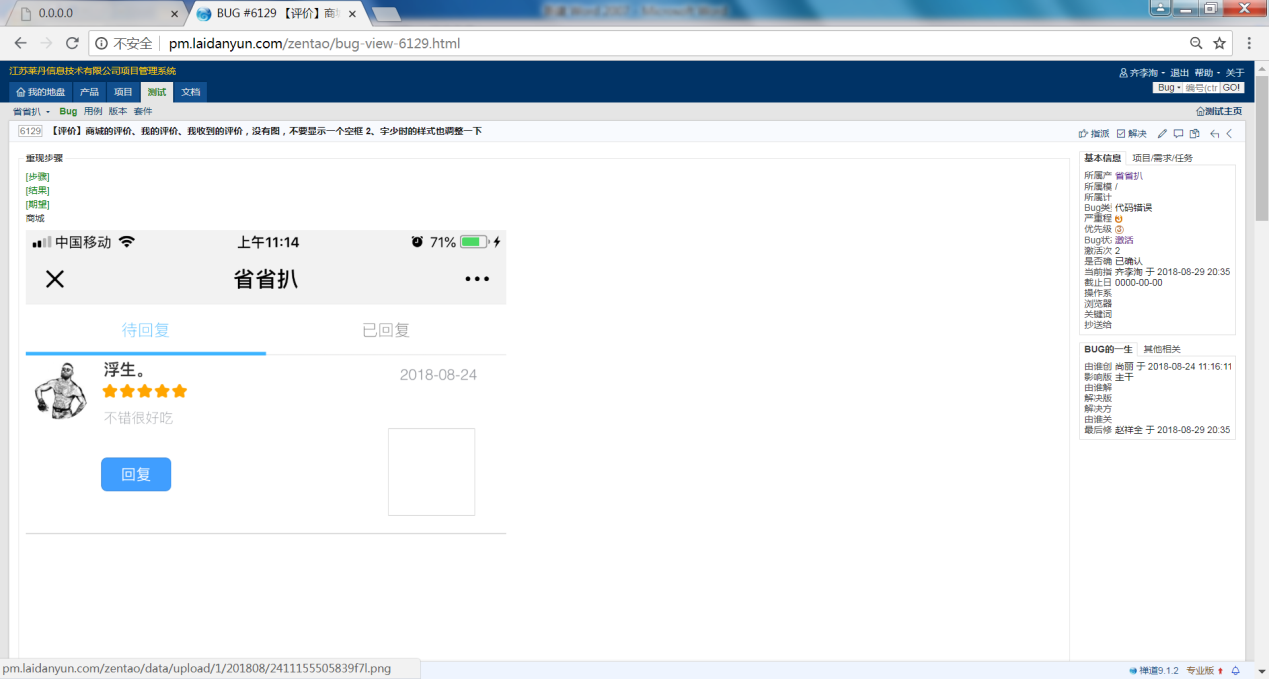 0.0.0.0
BUG #6129 【评价】商
不安全 pm.laidanyun.com/zentao/bug-view-6129.html
江苏莱丹信息技术有限公司项目管理系统
齐李洵 退出 帮助 关于
我的地盘 产品 项目 测试 文档
Bug 编号(ctr GO!
省省扒 Bug 用例 版本 套件
测试主页
6129 【评价】商城的评价、我的评价、我收到的评价，没有图，不要显示一个空框 2、字少时的样式也调整一下
指派 解决
重现步骤
[步骤]
[结果]
[期望]
商城
中国移动 上午11:14 71%
省省扒
待回复 已回复
浮生。
2018-08-24
不错很好吃
回复
基本信息 项目/需求/任务
所属产 省省扒
所属模 /
所属计
Bug类 代码错误
严重程 3
优先级 3
Bug状 激活
激活次 2
是否确 已确认
当前指 齐李洵 于 2018-08-29 20:35
截止日 0000-00-00
操作系
浏览器
关键词
抄送给
BUG的一生 其他相关
由谁创 尚丽 于 2018-08-24 11:16:11
影响版 主干
由谁解
解决版
解决方
由谁关
最后修 赵祥全 于 2018-08-29 20:35
pm.laidanyun.com/zentao/data/upload/1/201808/2411155505839f7l.png
禅道9.1.2 专业版